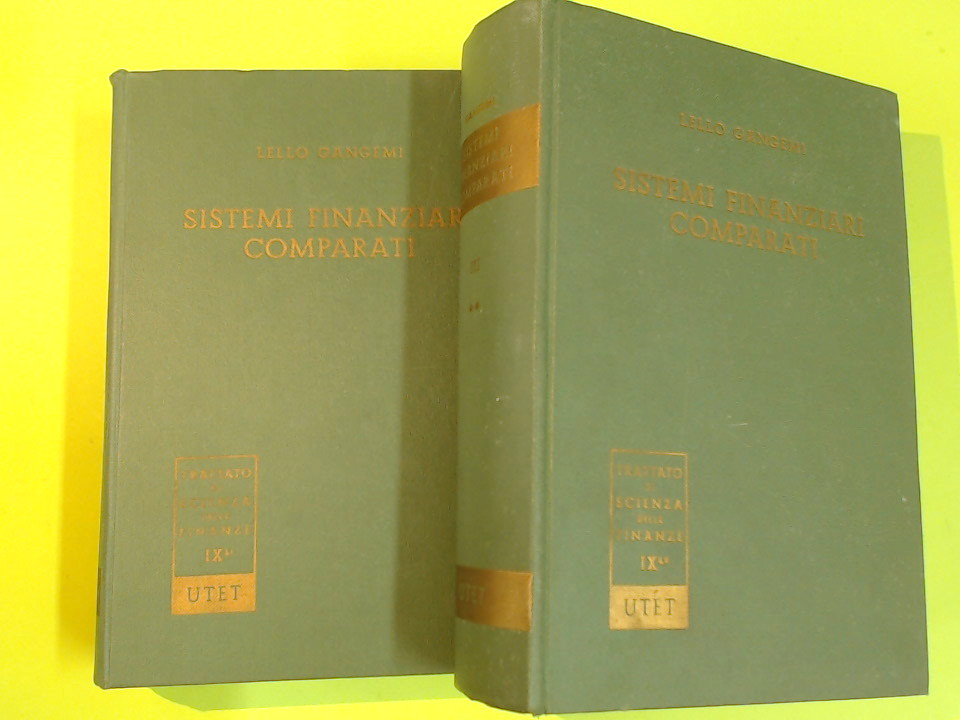 LELLO GANGEMI
SISTEMI FINANZIARI
COMPARATI
TRATTATO
DI
SCIENZA
DELLE
FINANZE
IX
UTET
SISTEMI
FINANZIARI
COMPARATI
UTET
LELLO GANGEMI
SISTEMI FINANZIARI
COMPARATI
TRATTATO
DI
SCIENZA
DELLE
FINANZE
IX
UTET